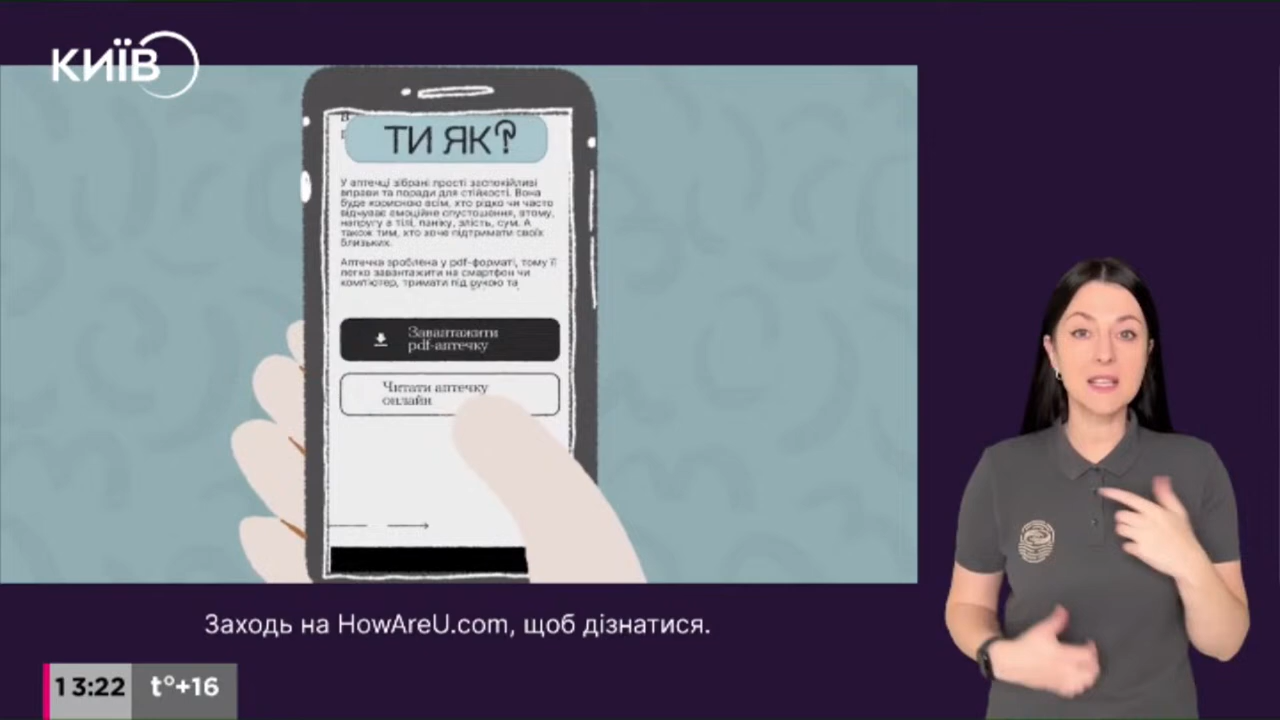 КИЇВ
ТИ ЯК?
У аптечці зібрані прості заспокійливі
вправи та поради для стійкості. Вона
буде корисною всім, хто рідко чи часто
відчуває емоційне спустошення, втому,
напругу в тілі, паніку, злість, сум. А
також тим, хто хоче підтримати своїх
близьких.
Аптечка зроблена у pdf-форматі, тому її
легко завантажити на смартфон чи
комп'ютер, тримати під рукою та
Завантажити
pdf-аптечку
Читати аптечку
онлайн
Заходь на HowAreU.com, щоб дізнатися.
13:22 t°+16